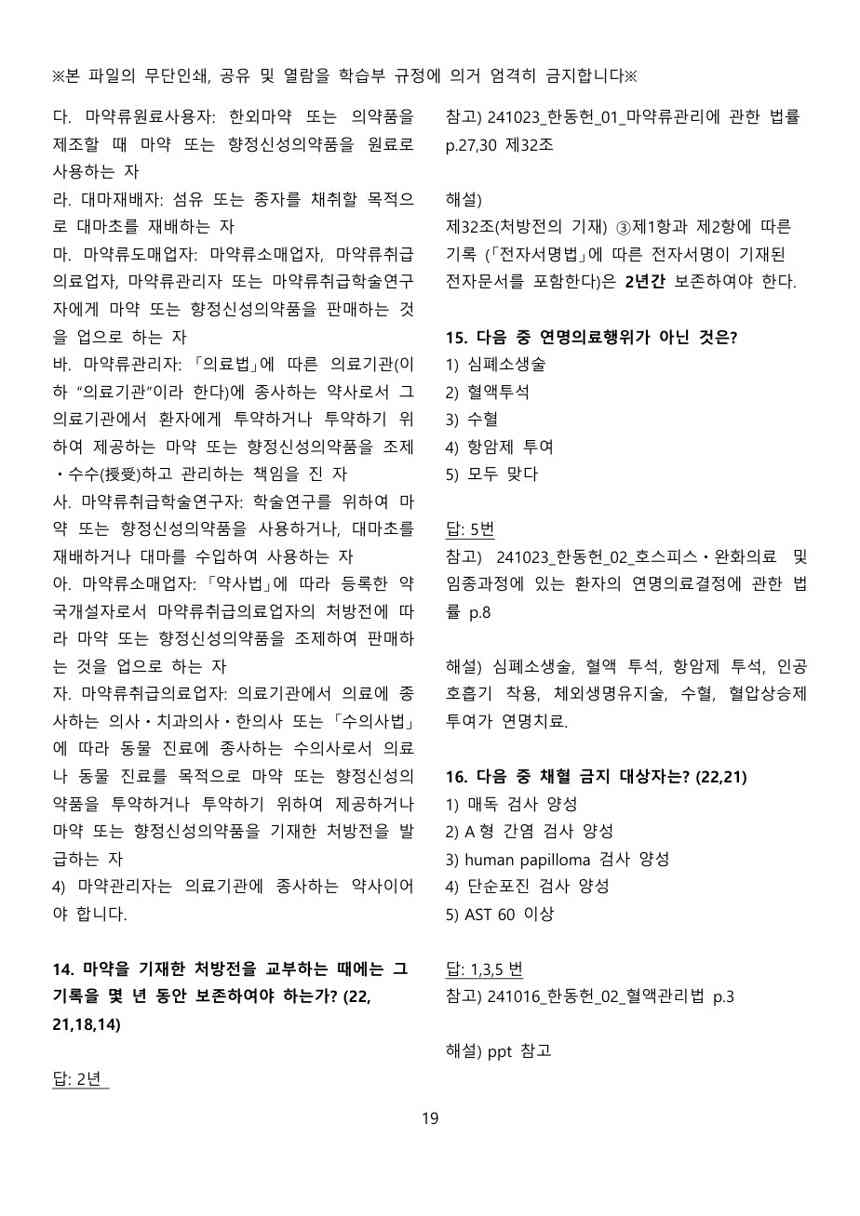 ※본 파일의 무단인쇄, 공유 및 열람을 학습부 규정에 의거 엄격히 금지합니다※
다. 마약류원료사용자: 한외마약 또는 의약품을
제조할 때 마약 또는 향정신성의약품을 원료로
사용하는 자
라. 대마재배자: 섬유 또는 종자를 채취할 목적으
로 대마초를 재배하는 자
마. 마약류도매업자: 마약류소매업자, 마약류취급
의료업자, 마약류관리자 또는 마약류취급학술연구
자에게 마약 또는 향정신성의약품을 판매하는 것
을 업으로 하는 자
바. 마약류관리자: 「의료법」에 따른 의료기관(이
하 “의료기관”이라 한다)에 종사하는 약사로서 그
의료기관에서 환자에게 투약하거나 투약하기 위
하여 제공하는 마약 또는 향정신성의약품을 조제
・수수(授受)하고 관리하는 책임을 진 자
사. 마약류취급학술연구자: 학술연구를 위하여 마
약 또는 향정신성의약품을 사용하거나, 대마초를
재배하거나 대마를 수입하여 사용하는 자
아. 마약류소매업자: 「약사법」에 따라 등록한 약
국개설자로서 마약류취급의료업자의 처방전에 따
라 마약 또는 향정신성의약품을 조제하여 판매하
는 것을 업으로 하는 자
자. 마약류취급의료업자: 의료기관에서 의료에 종
사하는 의사・치과의사・한의사 또는 「수의사법」
에 따라 동물 진료에 종사하는 수의사로서 의료
나 동물 진료를 목적으로 마약 또는 향정신성의
약품을 투약하거나 투약하기 위하여 제공하거나
마약 또는 향정신성의약품을 기재한 처방전을 발
급하는 자
4) 마약관리자는 의료기관에 종사하는 약사이어
야 합니다.
14. 마약을 기재한 처방전을 교부하는 때에는 그
기록을 몇 년 동안 보존하여야 하는가? (22,
21,18,14)
답: 2년
참고) 241023_한동헌_01_마약류관리에 관한 법률
p.27,30 제32조
해설)
제32조(처방전의 기재) ③제1항과 제2항에 따른
기록 (「전자서명법」에 따른 전자서명이 기재된
전자문서를 포함한다)은 2년간 보존하여야 한다.
15. 다음 중 연명의료행위가 아닌 것은?
1) 심폐소생술
2) 혈액투석
3) 수혈
4) 항암제 투여
5) 모두 맞다
답: 5번
참고) 241023_한동헌_02_호스피스・완화의료 및
임종과정에 있는 환자의 연명의료결정에 관한 법
률 p.8
해설) 심폐소생술, 혈액 투석, 항암제 투석, 인공
호흡기 착용, 체외생명유지술, 수혈, 혈압상승제
투여가 연명치료.
16. 다음 중 채혈 금지 대상자는? (22,21)
1) 매독 검사 양성
2) A 형 간염 검사 양성
3) human papilloma 검사 양성
4) 단순포진 검사 양성
5) AST 60 이상
답: 1,3,5 번
참고) 241016_한동헌_02_혈액관리법 p.3
해설) ppt 참고
19